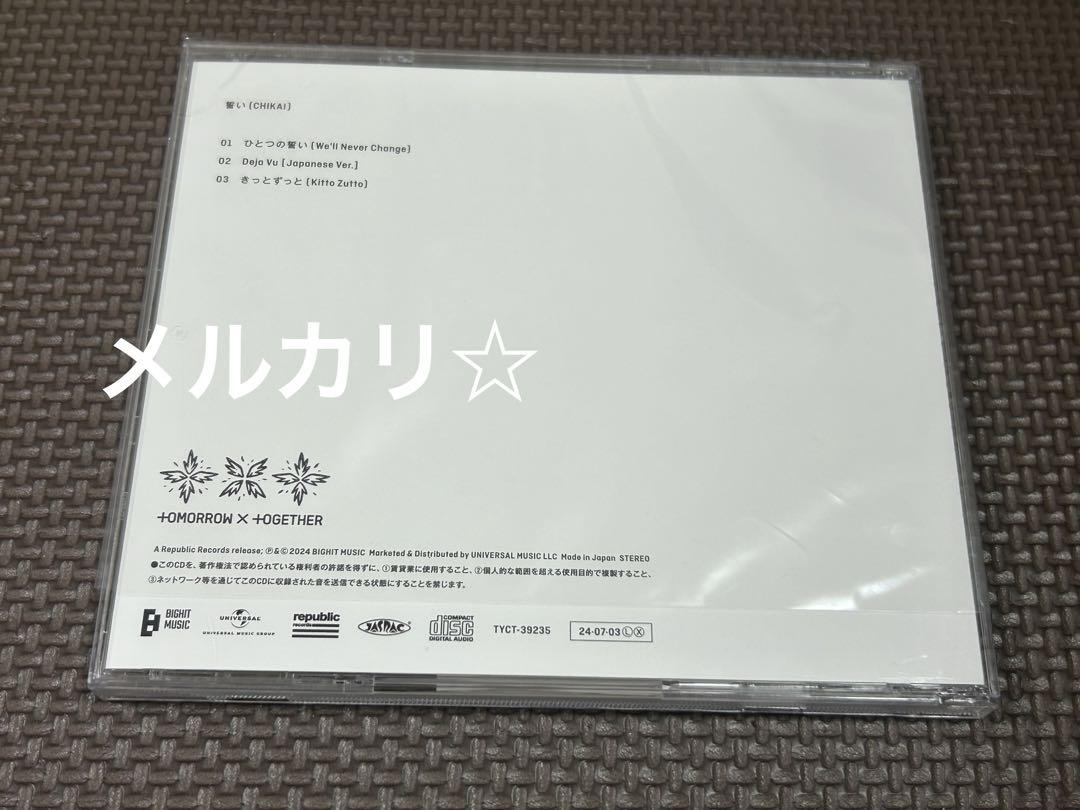 誓い [CHIKAI]
01 ひとつの誓い [We'll Never Change]
02 Deja Vu [Japanese Ver.]
03 きっとずっと [Kitto Zutto]
メルカリ☆
TOMORROW X TOGETHER
A Republic Records release; ℗&© 2024 BIGHIT MUSIC Marketed & Distributed by UNIVERSAL MUSIC LLC Made in Japan STEREO
●このCDを、著作権法で認められている権利者の許諾を得ずに、①賃貸業に使用すること、②個人的な範囲を超える使用目的で複製すること、
③ネットワーク等を通じてこのCDに収録された音を送信できる状態にすることを禁じます。
BIGHIT MUSIC
UNIVERSAL
UNIVERSAL MUSIC GROUP
republic
records
JASRAC
COMPACT disc DIGITAL AUDIO
TYCT-39235
24・07・03ⓁⓍ